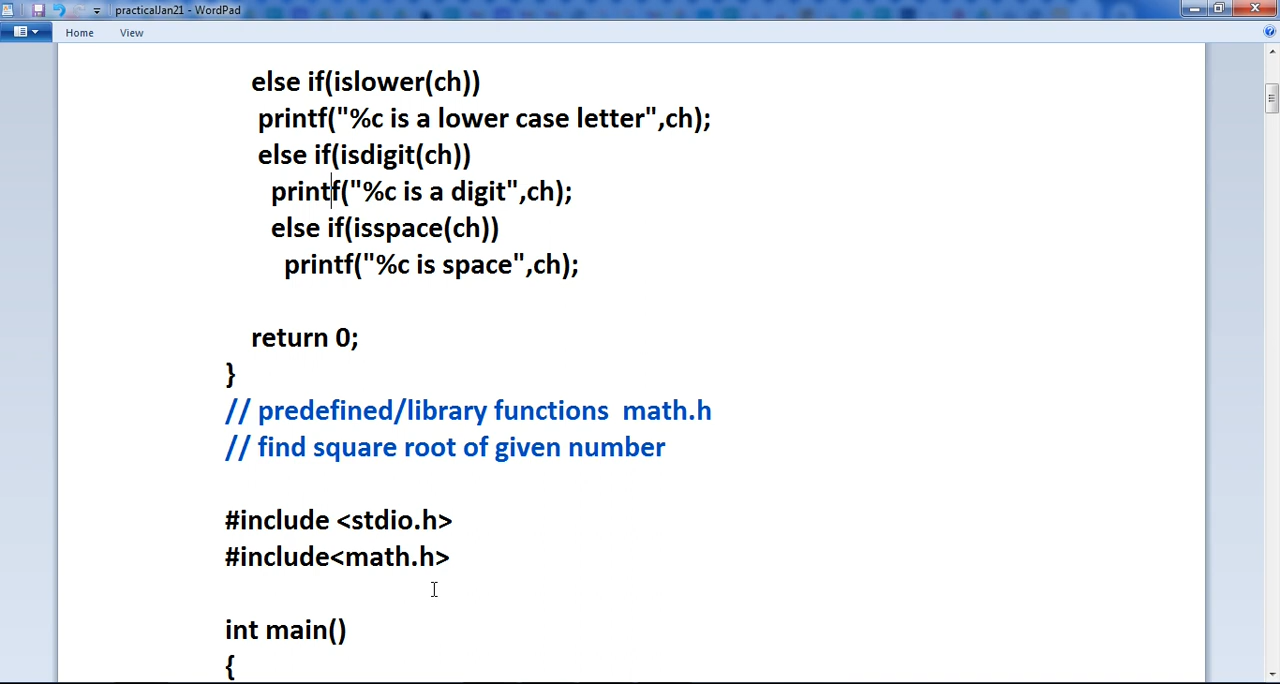 practicalJan21 - WordPad
Home View
else if(islower(ch))
printf("%c is a lower case letter",ch);
else if(isdigit(ch))
printf("%c is a digit",ch);
else if(isspace(ch))
printf("%c is space",ch);
return 0;
}
// predefined/library functions  math.h
// find square root of given number
#include <stdio.h>
#include<math.h>
int main()
{